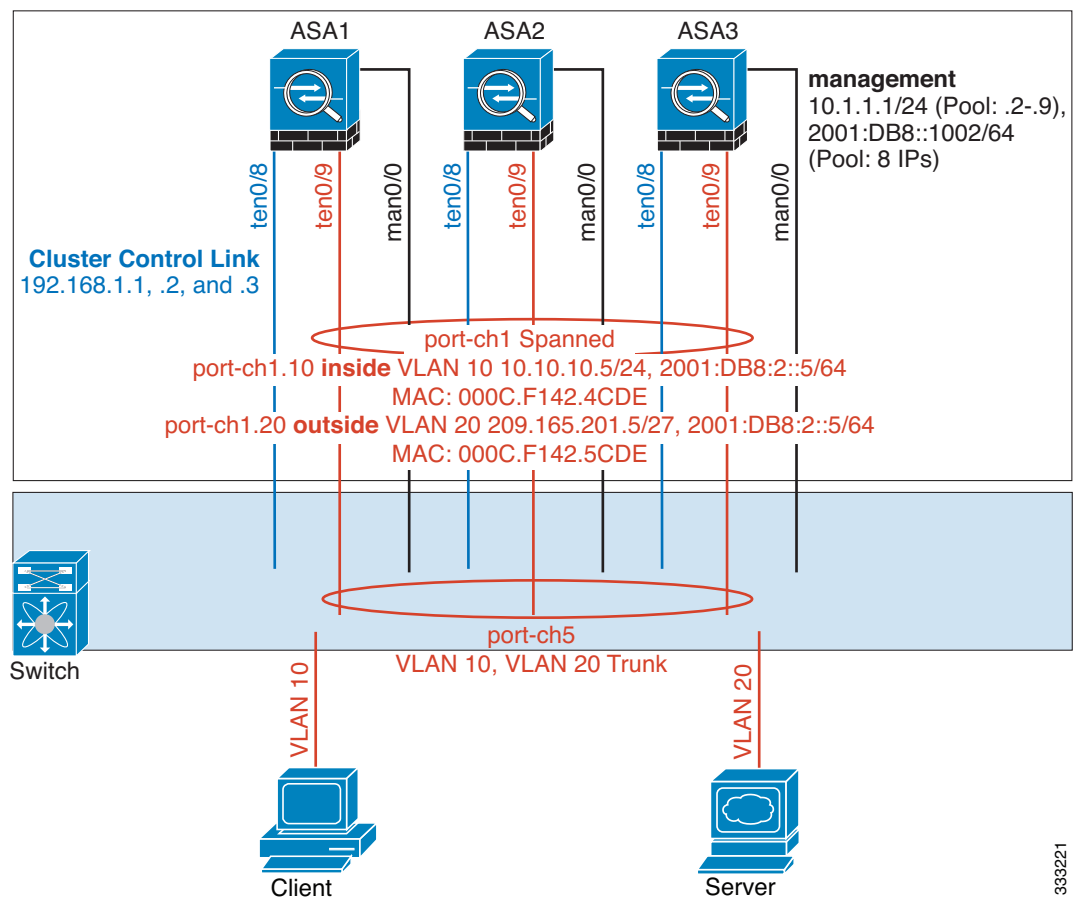 ASA1
ASA2
ASA3
management
10.1.1.1/24 (Pool: .2-.9),
2001:DB8::1002/64
(Pool: 8 IPs)
ten0/8
ten0/9
man0/0
ten0/8
ten0/9
man0/0
ten0/8
ten0/9
man0/0
Cluster Control Link
192.168.1.1, .2, and .3
port-ch1 Spanned
port-ch1.10 inside VLAN 10 10.10.10.5/24, 2001:DB8:2::5/64
MAC: 000C.F142.4CDE
port-ch1.20 outside VLAN 20 209.165.201.5/27, 2001:DB8:2::5/64
MAC: 000C.F142.5CDE
Switch
port-ch5
VLAN 10, VLAN 20 Trunk
VLAN 10
VLAN 20
Client
Server
333221